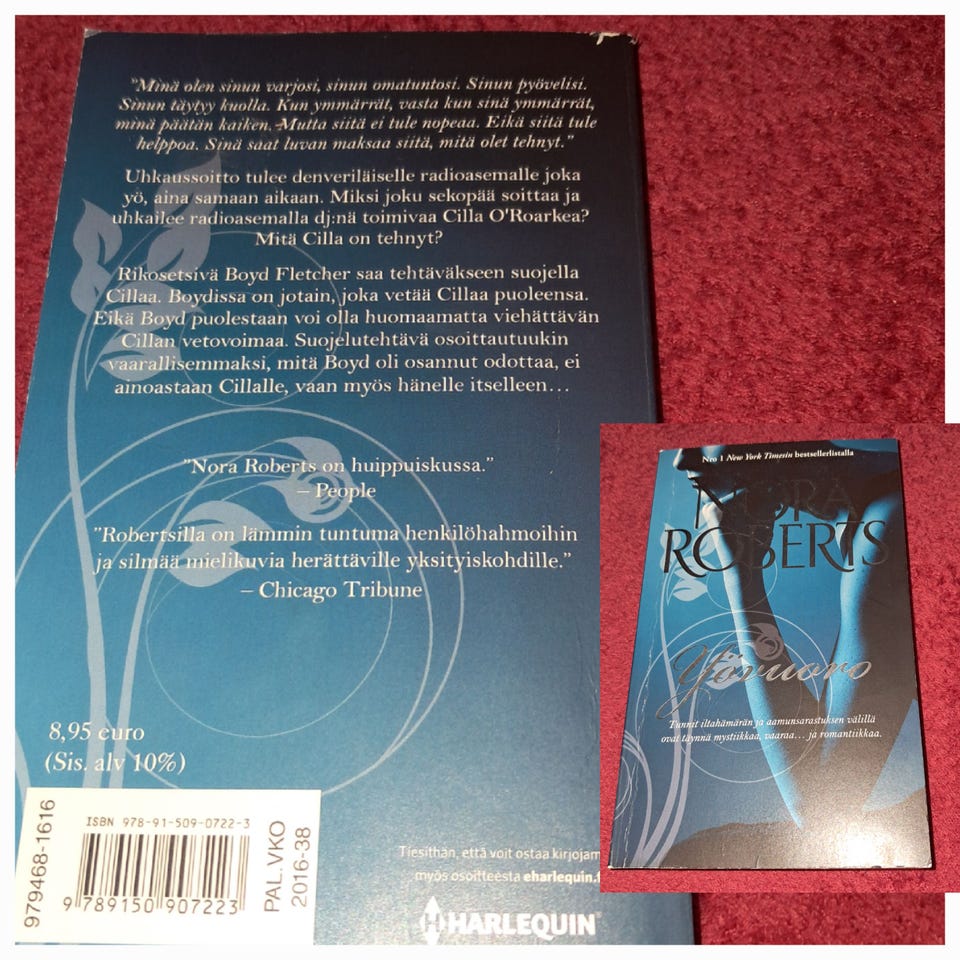 "Minä olen sinun varjosi, sinun omatuntosi. Sinun pyövelisi.
Sinun täytyy kuolla. Kun ymmärrät, vasta kun sinä ymmärrät,
minä päätän kaiken. Mutta siitä ei tule nopeaa. Eikä siitä tule
helppoa. Sinä saat luvan maksaa siitä, mitä olet tehnyt."
Uhkaussoitto tulee denveriläiselle radioasemalle joka
yö, aina samaan aikaan. Miksi joku sekopää soittaa ja
uhkailee radioasemalla dj:nä toimivaa Cilla O'Roarkea?
Mitä Cilla on tehnyt?
Rikosetsivä Boyd Fletcher saa tehtäväkseen suojella
Cillaa. Boydissa on jotain, joka vetää Cillaa puoleensa.
Eikä Boyd puolestaan voi olla huomaamatta viehättävän
Cillan vetovoimaa. Suojelutehtävä osoittautuukin
vaarallisemmaksi, mitä Boyd oli osannut odottaa, ei
ainoastaan Cillalle, vaan myös hänelle itselleen...
"Nora Roberts on huippuiskussa."
– People
"Robertsilla on lämmin tuntuma henkilöhahmoihin
ja silmää mielikuvia herättäville yksityiskohdille."
– Chicago Tribune
8,95 euro
(Sis. alv 10%)
979468-1616
ISBN 978-91-509-0722-3
9 789150 907223
PAL.VKO
2016-38
Tiesithän, että voit ostaa kirjojam
myös osoitteesta eharlequin.f
HARLEQUIN
Nro 1 New York Timesin bestsellerlistalla
NORA
ROBERTS
Yövuoro
Tunnit iltahämärän ja aamunsarastuksen välillä
ovat täynnä mystiikkaa, vaaraa... ja romantiikkaa.